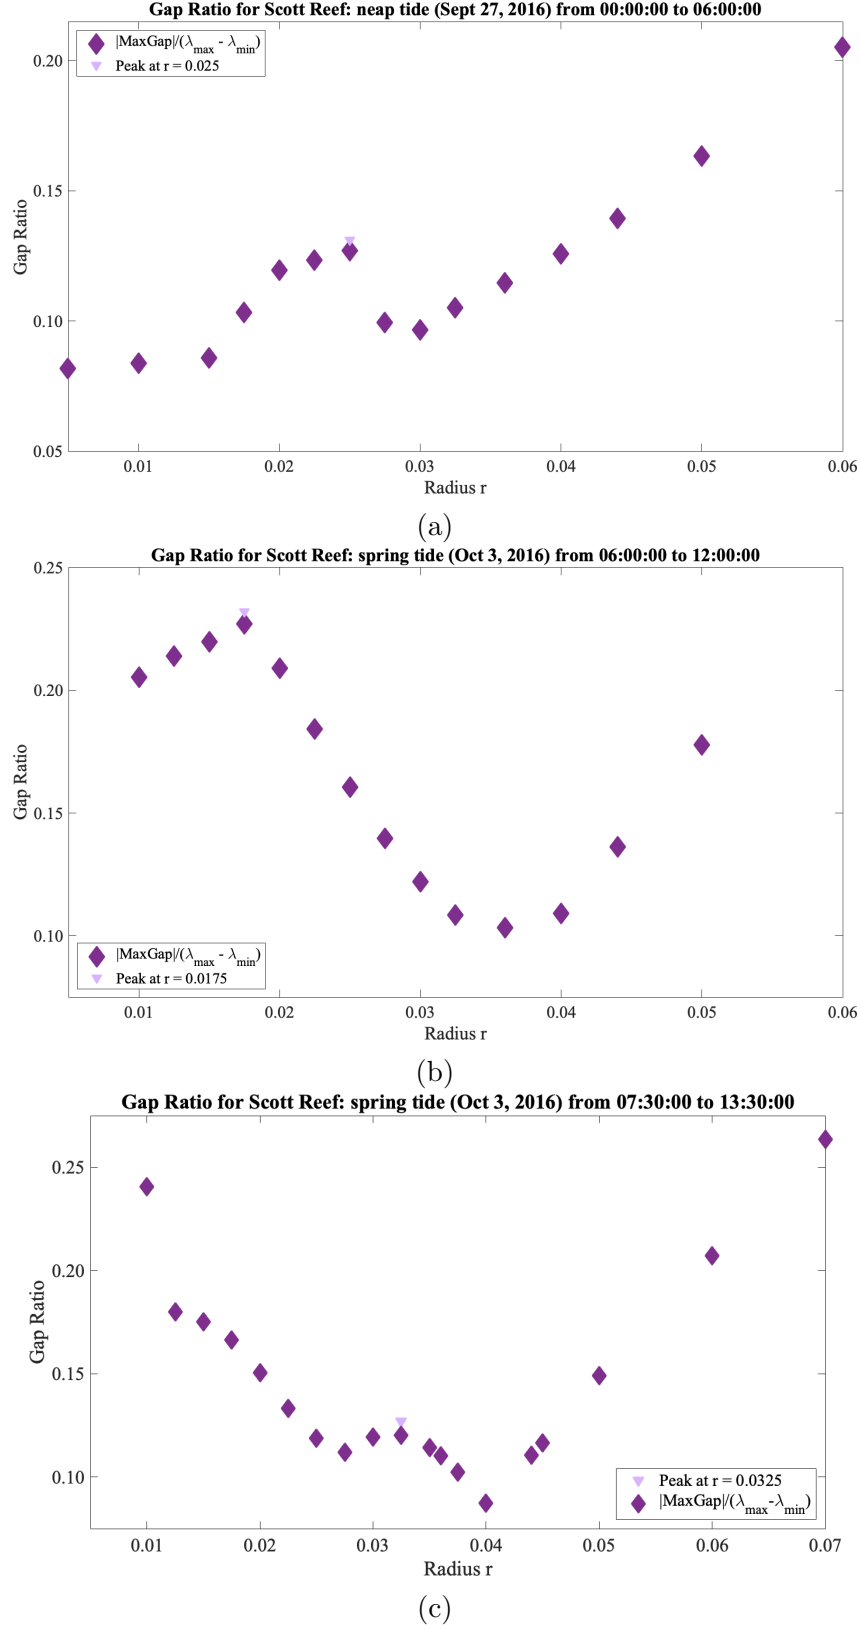 Gap Ratio for Scott Reef: neap tide (Sept 27, 2016) from 00:00:00 to 06:00:00
|MaxGap|/(λmax - λmin)
Peak at r = 0.025
0.20
0.15
0.10
0.05
Gap Ratio
0.01 0.02 0.03 0.04 0.05 0.06
Radius r
(a)
Gap Ratio for Scott Reef: spring tide (Oct 3, 2016) from 06:00:00 to 12:00:00
0.25
0.20
0.15
0.10
Gap Ratio
|MaxGap|/(λmax - λmin)
Peak at r = 0.0175
0.01 0.02 0.03 0.04 0.05 0.06
Radius r
(b)
Gap Ratio for Scott Reef: spring tide (Oct 3, 2016) from 07:30:00 to 13:30:00
0.25
0.20
0.15
0.10
Gap Ratio
Peak at r = 0.0325
|MaxGap|/(λmax-λmin)
0.01 0.02 0.03 0.04 0.05 0.06 0.07
Radius r
(c)